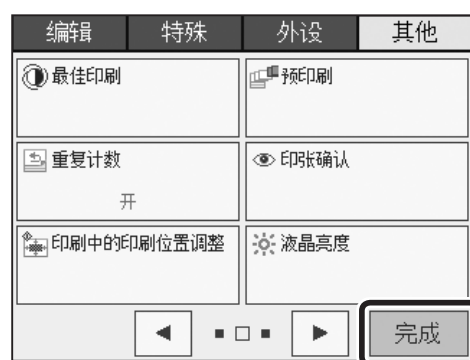 编辑 特殊 外设 其他
最佳印刷 预印刷
重复计数 印张确认
开
印刷中的印刷位置调整 液晶亮度
完成